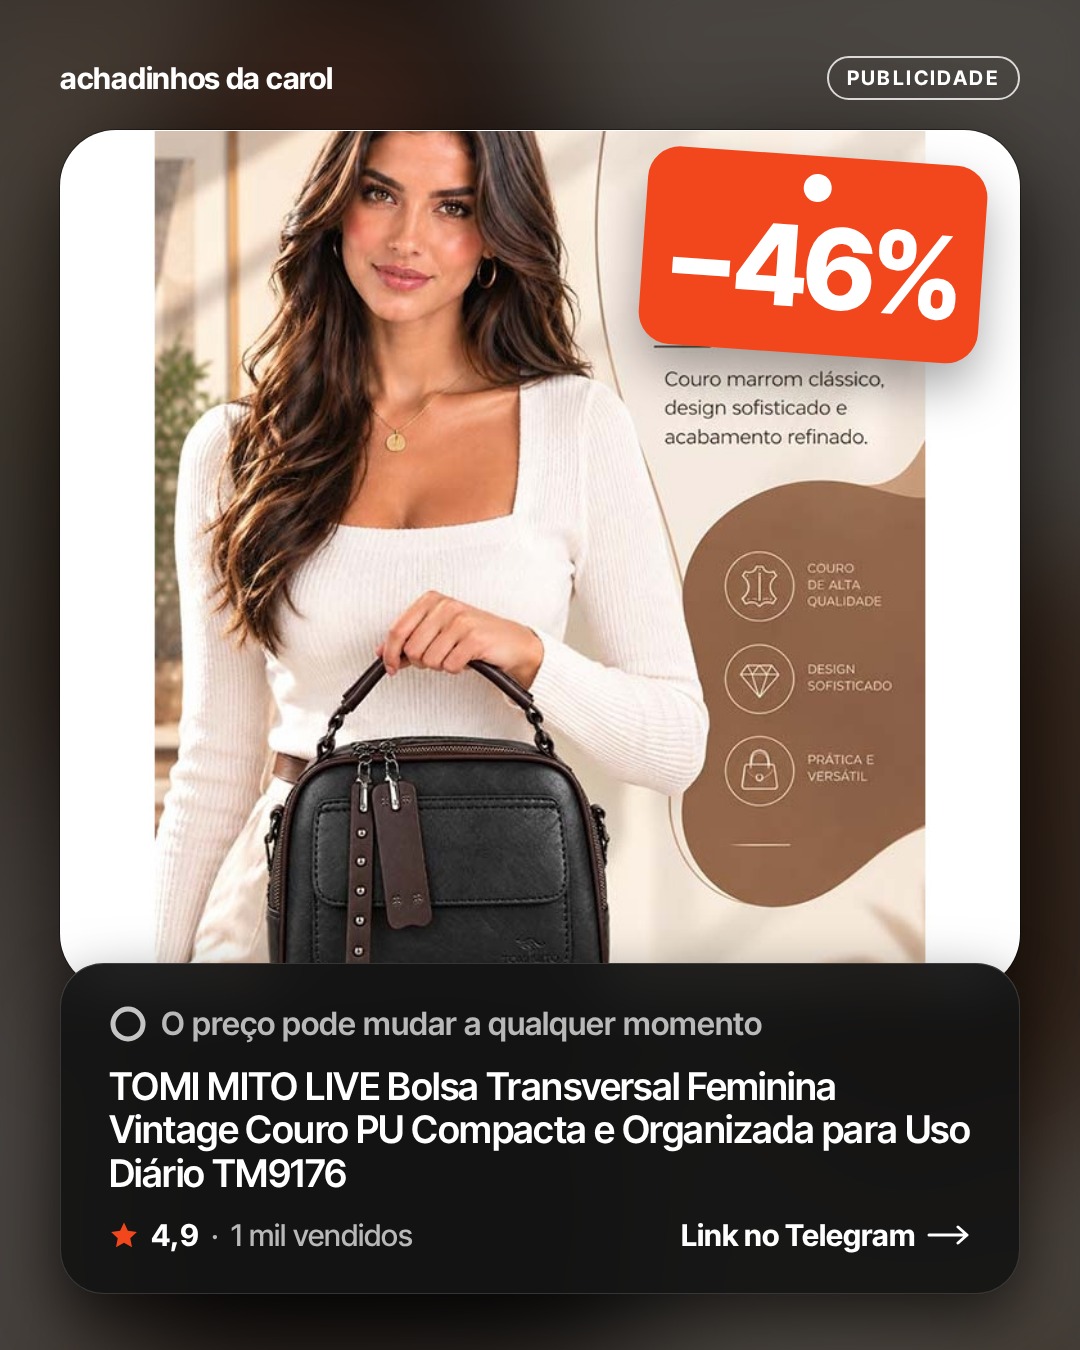 achadinhos da carol
PUBLICIDADE
–46%
Couro marrom clássico,
design sofisticado e
acabamento refinado.
COURO
DE ALTA
QUALIDADE
DESIGN
SOFISTICADO
PRÁTICA E
VERSÁTIL
O preço pode mudar a qualquer momento
TOMI MITO LIVE Bolsa Transversal Feminina
Vintage Couro PU Compacta e Organizada para Uso
Diário TM9176
4,9 · 1 mil vendidos
Link no Telegram →